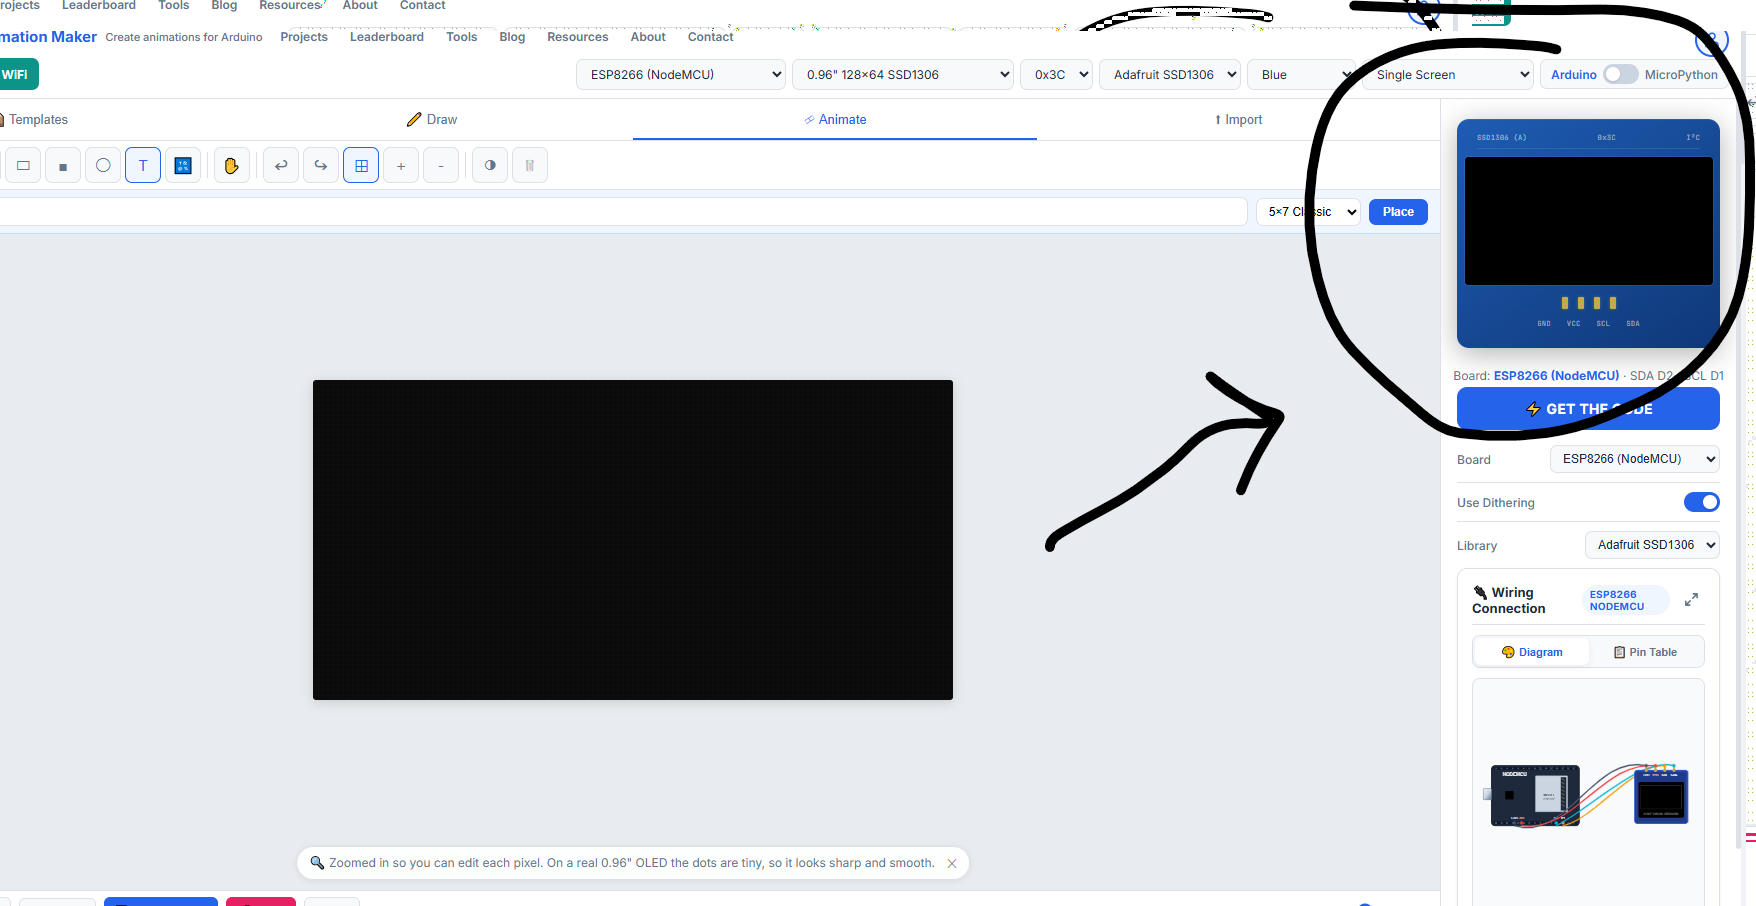 rojects Leaderboard Tools Blog Resources About Contact
mation Maker Create animations for Arduino Projects Leaderboard Tools Blog Resources About Contact
WiFi ESP8266 (NodeMCU) 0.96" 128×64 SSD1306 0x3C Adafruit SSD1306 Blue Single Screen Arduino MicroPython
Templates Draw Animate Import
T
5×7 Classic Place
SSD1306 (A) 0x3C I²C
GND VCC SCL SDA
Board: ESP8266 (NodeMCU) · SDA D2 · SCL D1
⚡ GET THE CODE
Board ESP8266 (NodeMCU)
Use Dithering
Library Adafruit SSD1306
Wiring Connection
ESP8266 NODEMCU
Diagram Pin Table
NODEMCU
Zoomed in so you can edit each pixel. On a real 0.96" OLED the dots are tiny, so it looks sharp and smooth.